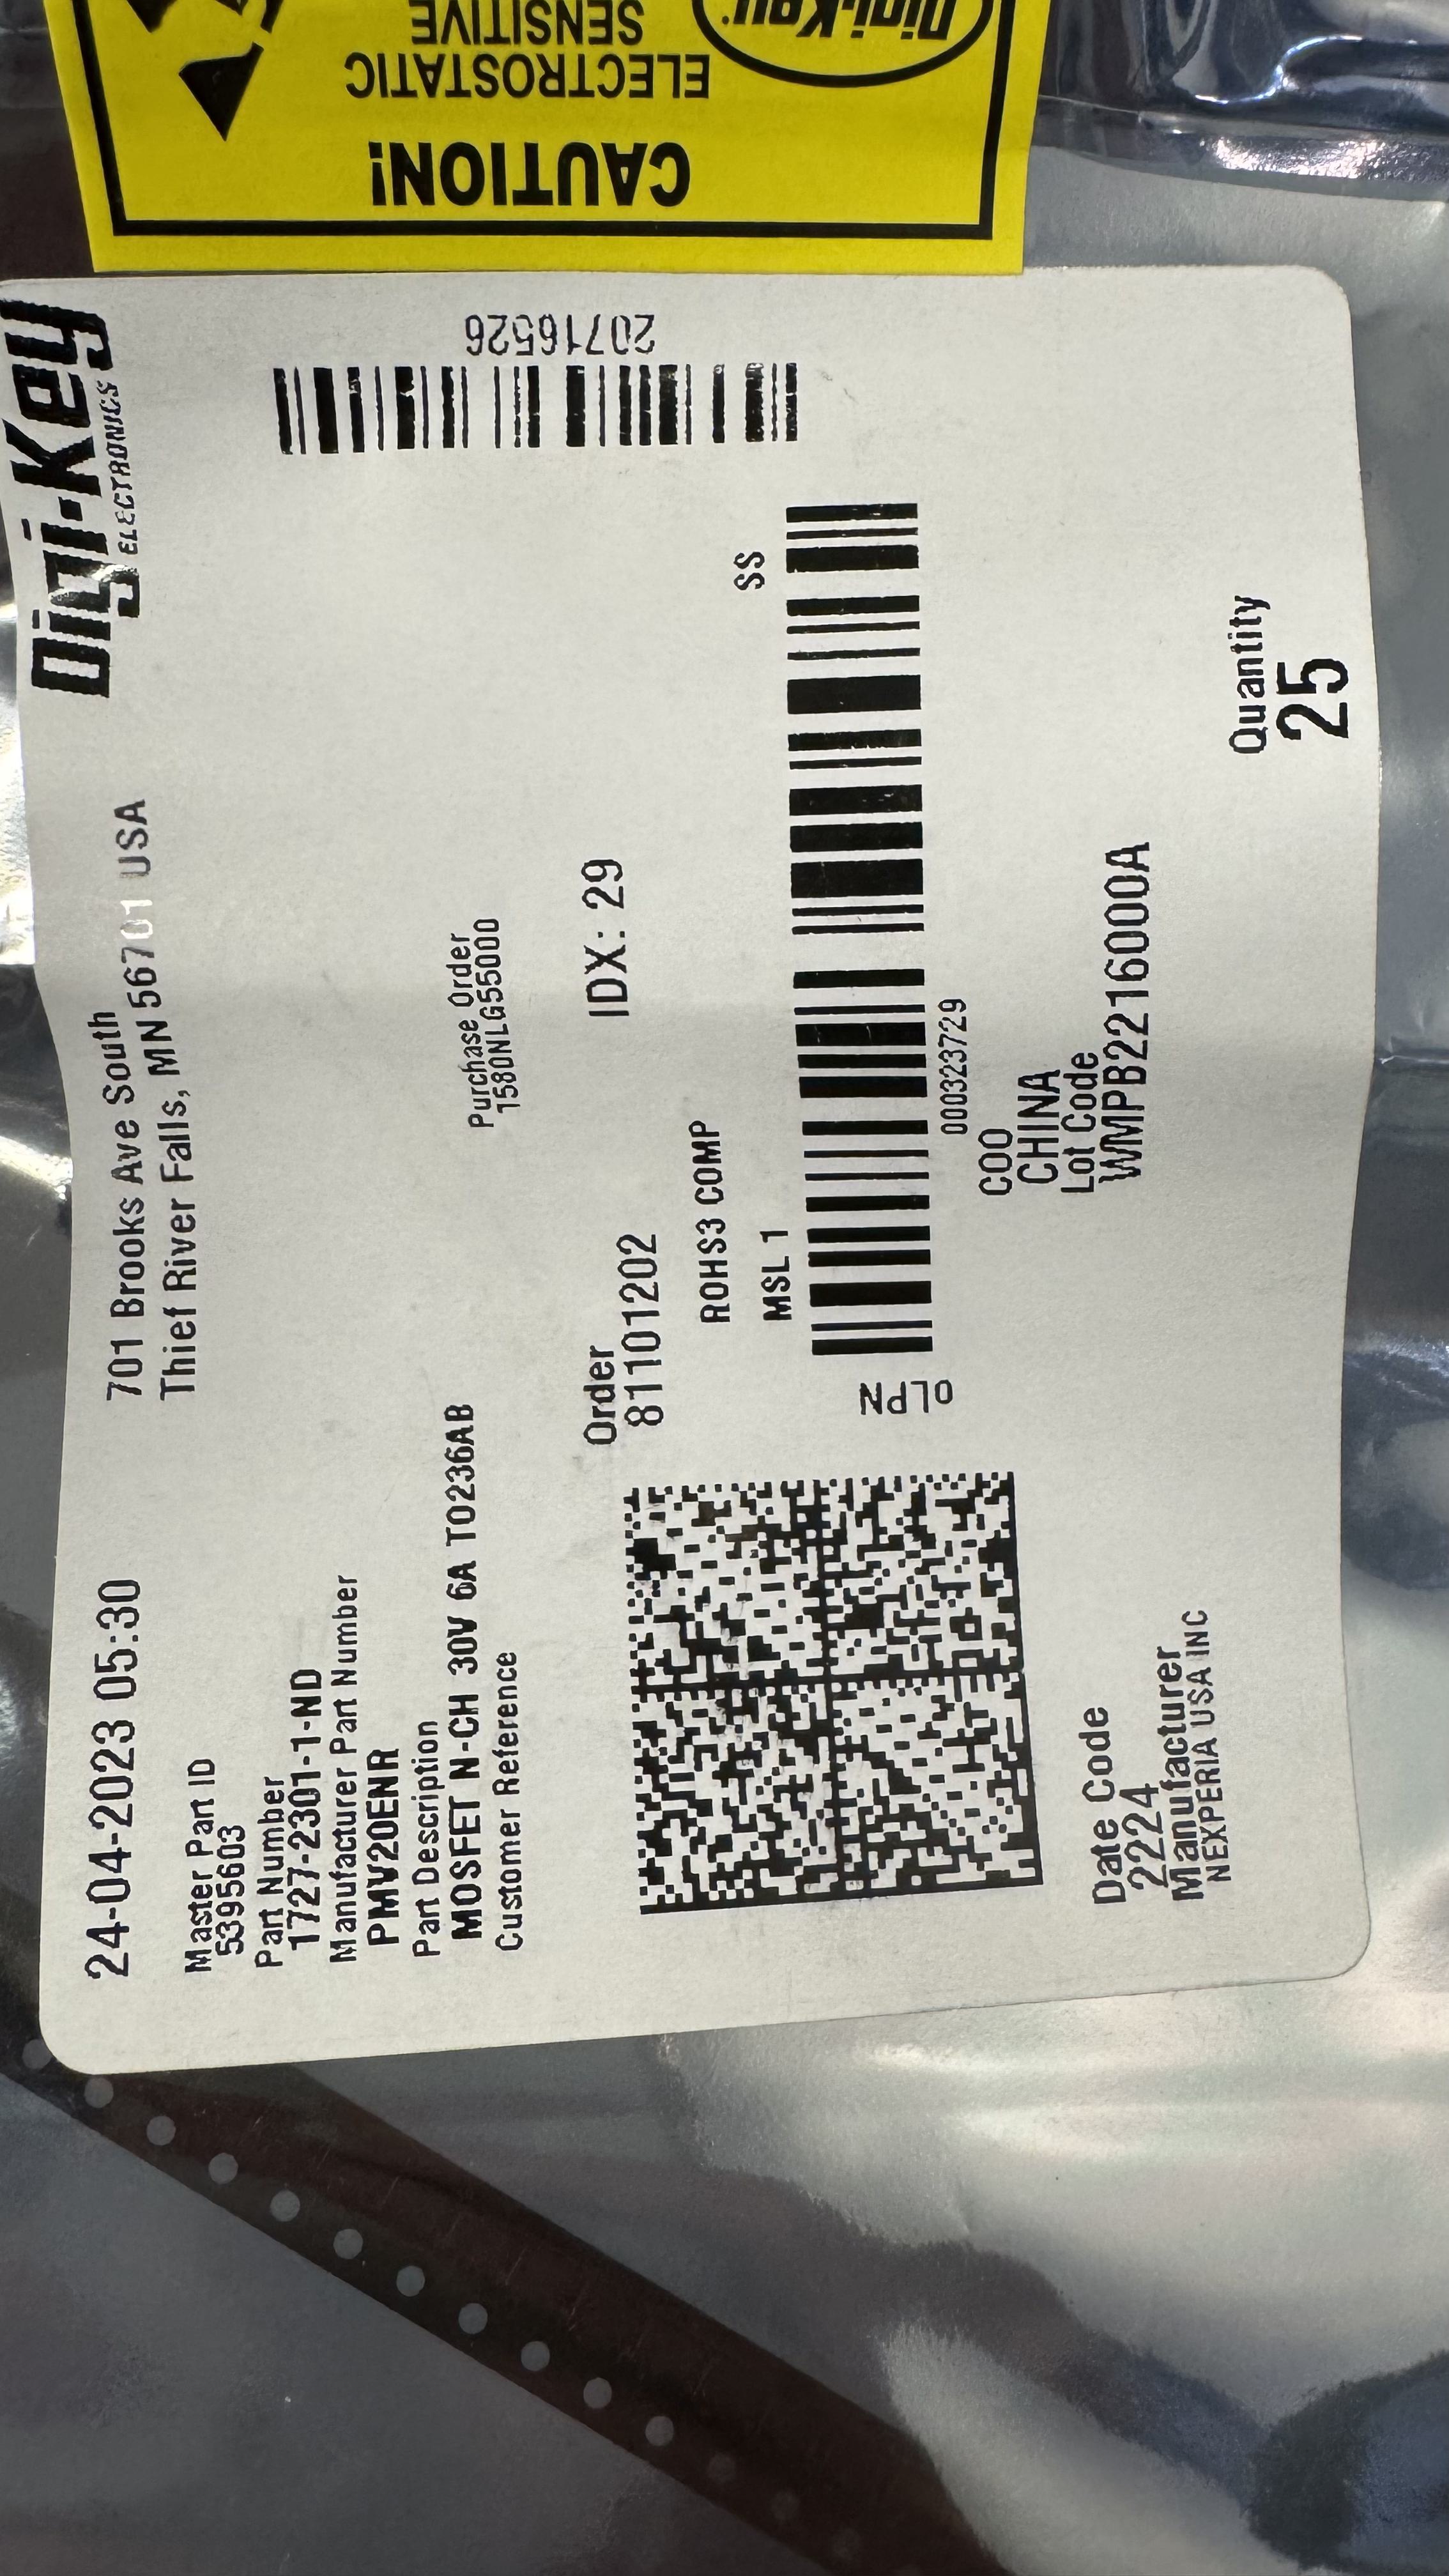 24-04-2023 05:30
701 Brooks Ave South
Thief River Falls, MN 56701 USA
Digi-Key
ELECTRONICS
Master Part ID
5395603
Part Number
1727-2301-1-ND
Manufacturer Part Number
PMV20ENR
Part Description
MOSFET N-CH 30V 6A TO236AB
Customer Reference
Purchase Order
1580NLG55000
20716526
Order
81101202
IDX: 29
ROHS3 COMP
MSL 1
SS
OLPN
000323729
COO
CHINA
Lot Code
WMPB2216000A
Date Code
2224
Manufacturer
NEXPERIA USA INC
Quantity
25
CAUTION!
ELECTROSTATIC
SENSITIVE
Digi-Key